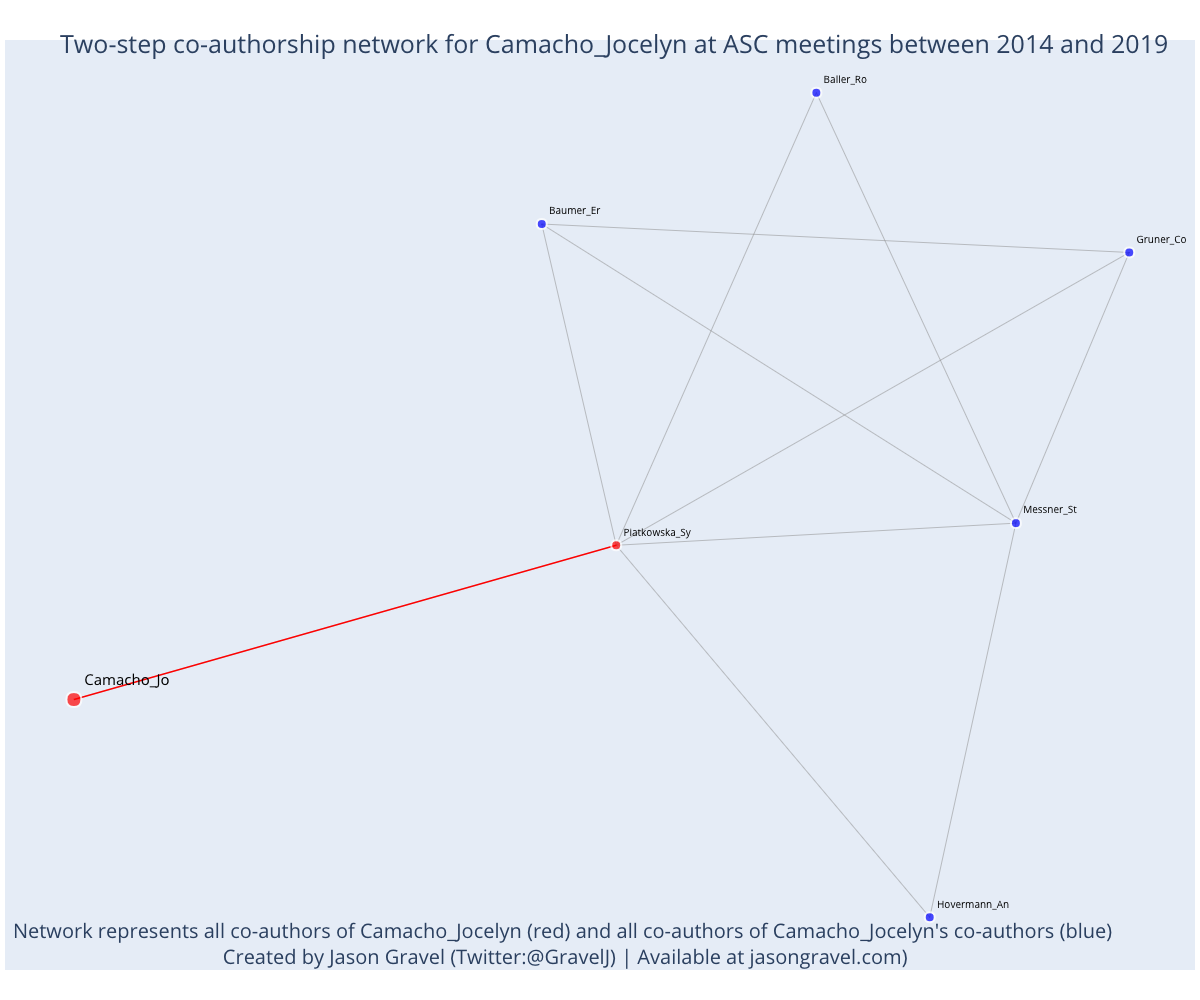 Two-step co-authorship network for Camacho_Jocelyn at ASC meetings between 2014 and 2019
Baller_Ro
Baumer_Er
Gruner_Co
Messner_St
Piatkowska_Sy
Camacho_Jo
Hovermann_An
Network represents all co-authors of Camacho_Jocelyn (red) and all co-authors of Camacho_Jocelyn's co-authors (blue)
Created by Jason Gravel (Twitter:@GravelJ) | Available at jasongravel.com)